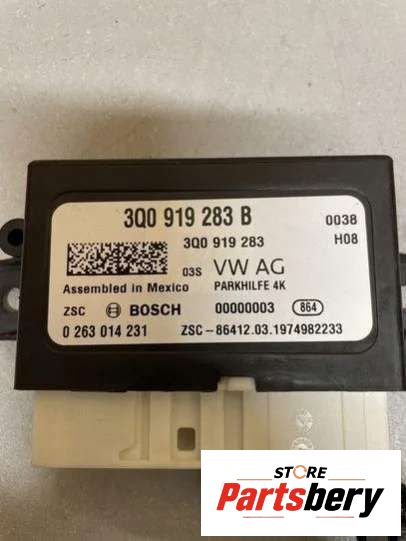 3Q0 919 283 B
0038
3Q0 919 283
H08
03S VW AG
Assembled in Mexico
PARKHILFE 4K
ZSC BOSCH 00000003 864
0 263 014 231 ZSC-86412.03.1974982233
STORE
Partsbery